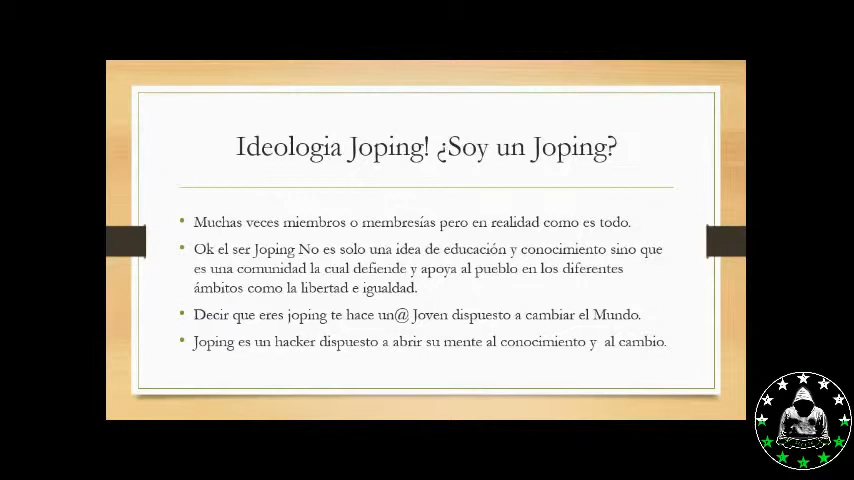 Ideologia Joping! ¿Soy un Joping?
• Muchas veces miembros o membresías pero en realidad como es todo.
• Ok el ser Joping No es solo una idea de educación y conocimiento sino que
es una comunidad la cual defiende y apoya al pueblo en los diferentes
ámbitos como la libertad e igualdad.
• Decir que eres joping te hace un@ Joven dispuesto a cambiar el Mundo.
• Joping es un hacker dispuesto a abrir su mente al conocimiento y  al cambio.